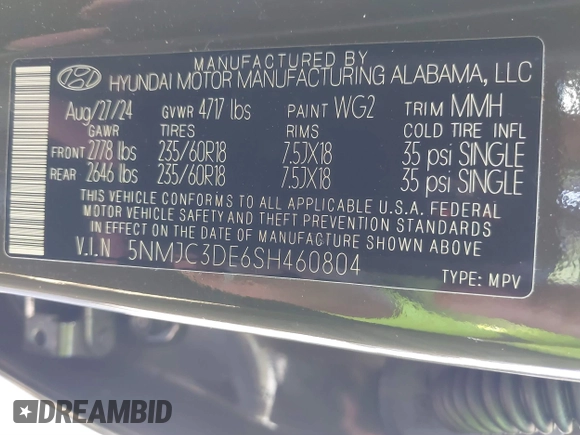 MANUFACTURED BY
HYUNDAI MOTOR MANUFACTURING ALABAMA, LLC
Aug/27/24 GVWR 4717 lbs PAINT WG2 TRIM MMH
GAWR TIRES RIMS COLD TIRE INFL
FRONT 2778 lbs 235/60R18 7.5JX18 35 psi SINGLE
REAR 2646 lbs 235/60R18 7.5JX18 35 psi SINGLE
THIS VEHICLE CONFORMS TO ALL APPLICABLE U.S.A. FEDERAL
MOTOR VEHICLE SAFETY AND THEFT PREVENTION STANDARDS
IN EFFECT ON THE DATE OF MANUFACTURE SHOWN ABOVE.
V.I.N 5NMJC3DE6SH460804
TYPE: MPV
DREAMBID